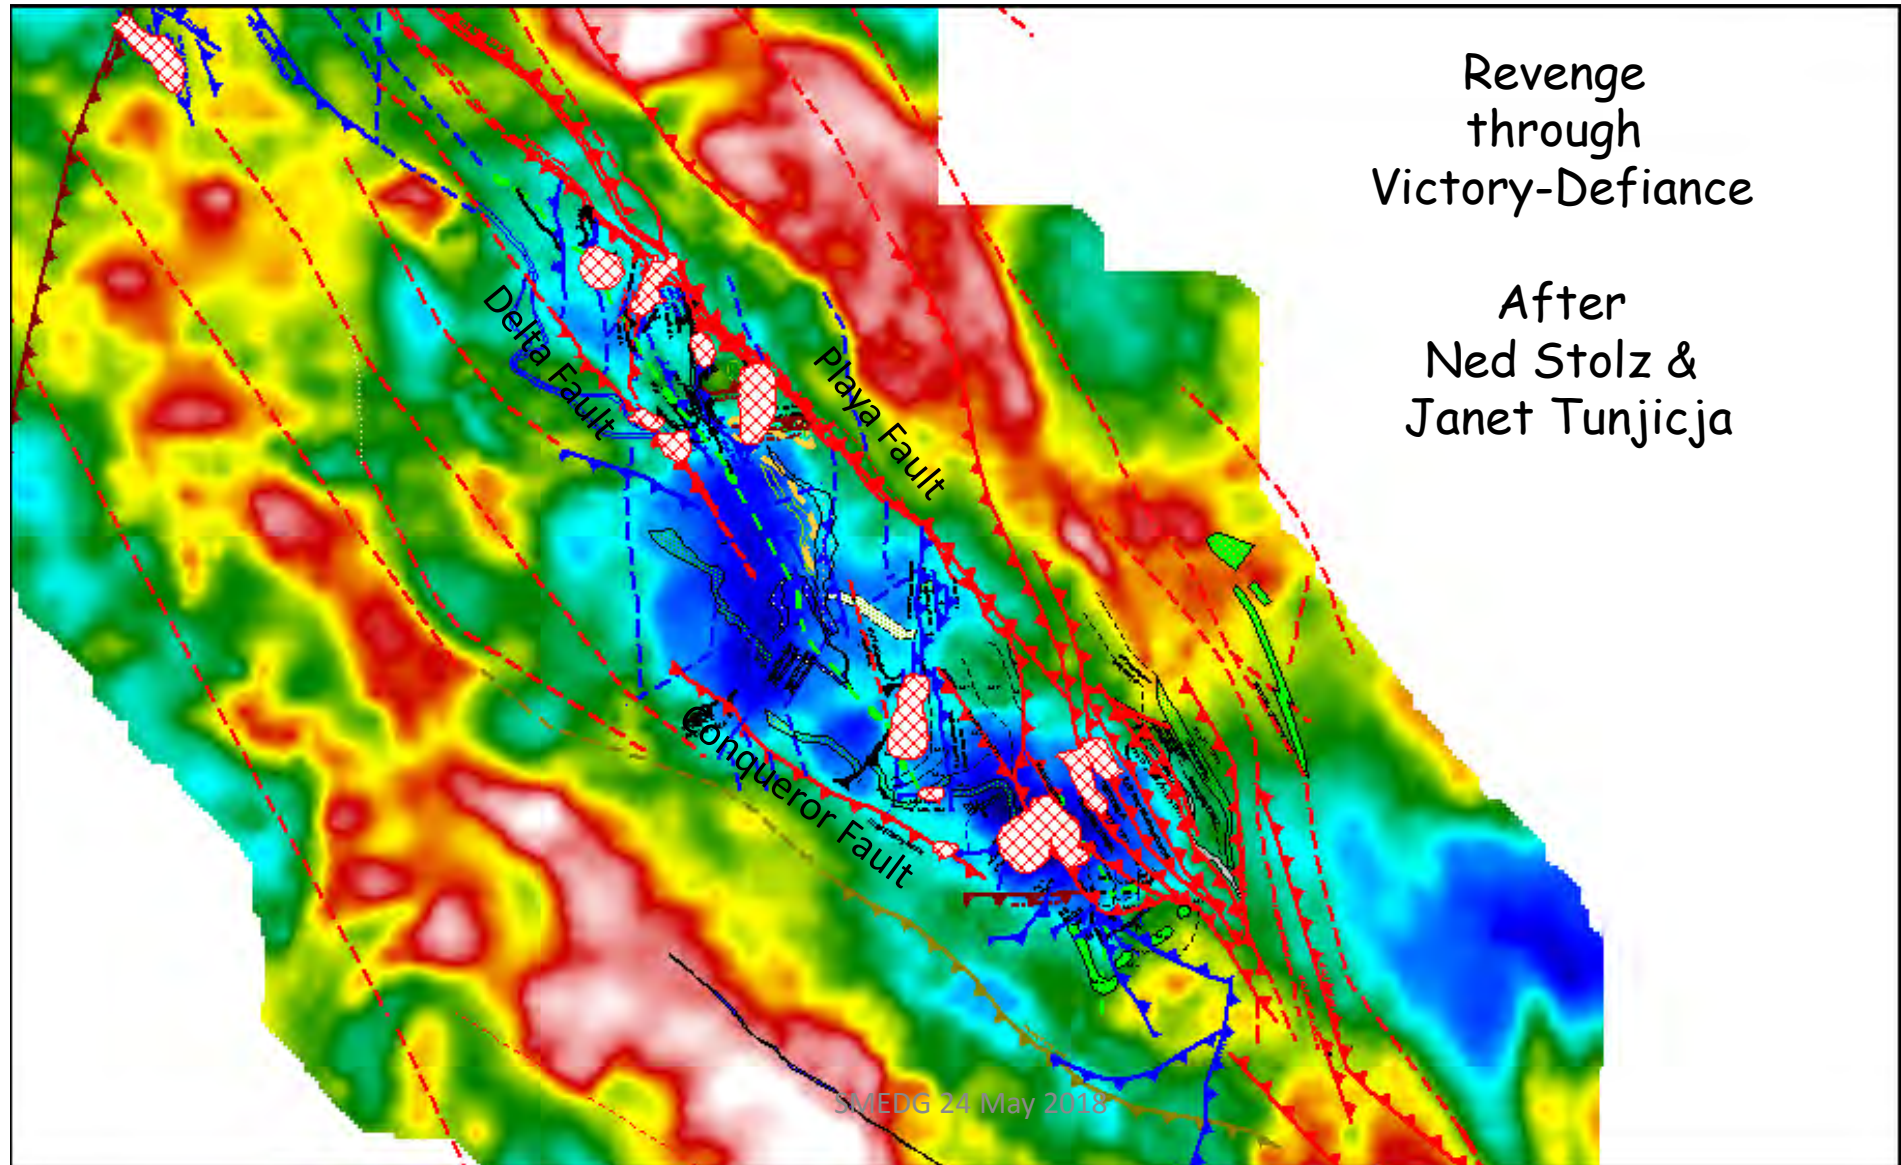 Revenge
through
Victory-Defiance
After
Ned Stolz &
Janet Tunjicja
Delta Fault
Playa Fault
Conqueror Fault
SMEDG 24 May 2018